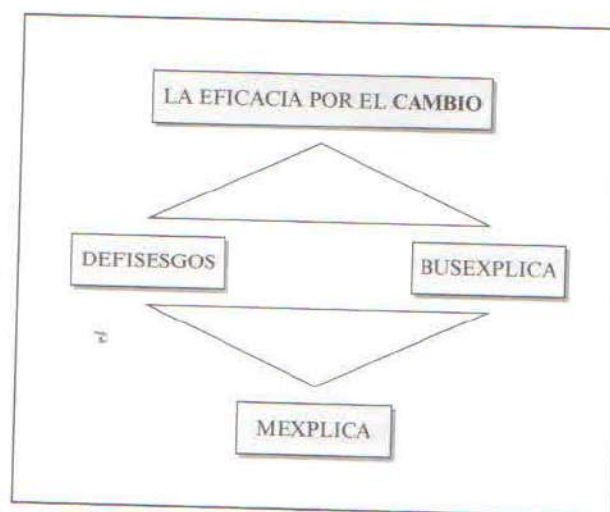 LA EFICACIA POR EL CAMBIO
DEFISESGOS
BUSEXPLICA
MEXPLICA